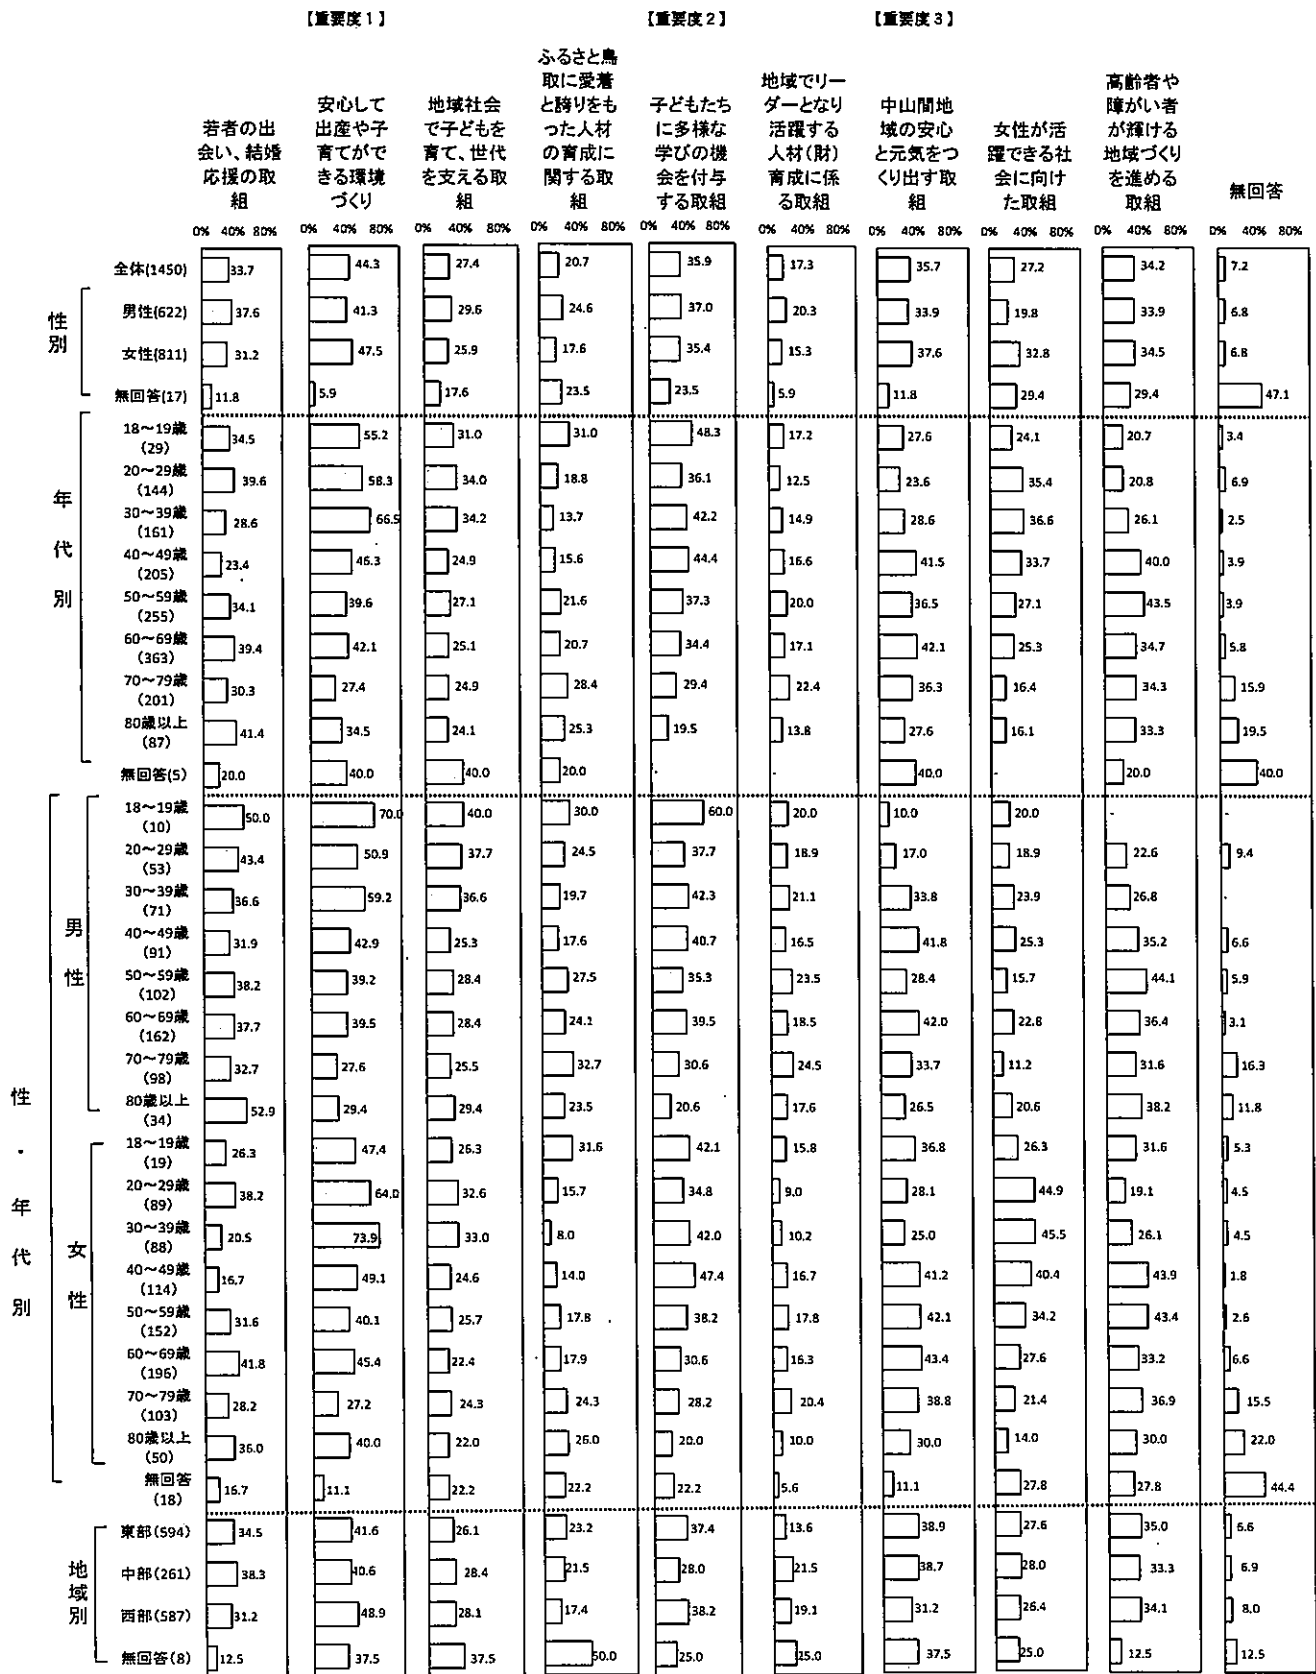 【重要度1】 【重要度2】 【重要度3】
若者の出
会い、結婚
応援の取
組
安心して
出産や子
育てがで
きる環境
づくり
地域社会
で子どもを
育て、世代
を支える取
組
ふるさと鳥
取に愛着
と誇りをも
った人材
の育成に
関する取
組
子どもたち
に多様な
学びの機
会を付与
する取組
地域でリー
ダーとなり
活躍する
人材(財)
育成に係
る取組
中山間地
域の安心
と元気をつ
くり出す取
組
女性が活
躍できる社
会に向け
た取組
高齢者や
障がい者
が輝ける
地域づくり
を進める
取組
無回答
0% 40% 80% 0% 40% 80% 0% 40% 80% 0% 40% 80% 0% 40% 80% 0% 40% 80% 0% 40% 80% 0% 40% 80% 0% 40% 80% 0% 40% 80%
全体(1450) 33.7 44.3 27.4 20.7 35.9 17.3 35.7 27.2 34.2 7.2
性別
男性(622) 37.6 41.3 29.6 24.6 37.0 20.3 33.9 19.8 33.9 6.8
女性(811) 31.2 47.5 25.9 17.6 35.4 15.3 37.6 32.8 34.5 6.8
無回答(17) 11.8 5.9 17.6 23.5 23.5 5.9 11.8 29.4 29.4 47.1
年代別
18～19歳
(29) 34.5 55.2 31.0 31.0 48.3 17.2 27.6 24.1 20.7 3.4
20～29歳
(144) 39.6 58.3 34.0 18.8 36.1 12.5 23.6 35.4 20.8 6.9
30～39歳
(161) 28.6 66.5 34.2 13.7 42.2 14.9 28.6 36.6 26.1 2.5
40～49歳
(205) 23.4 46.3 24.9 15.6 44.4 16.6 41.5 33.7 40.0 3.9
50～59歳
(255) 34.1 39.6 27.1 21.6 37.3 20.0 36.5 27.1 43.5 3.9
60～69歳
(363) 39.4 42.1 25.1 20.7 34.4 17.1 42.1 25.3 34.7 5.8
70～79歳
(201) 30.3 27.4 24.9 28.4 29.4 22.4 36.3 16.4 34.3 15.9
80歳以上
(87) 41.4 34.5 24.1 25.3 19.5 13.8 27.6 16.1 33.3 19.5
無回答(5) 20.0 40.0 40.0 20.0 40.0 20.0 40.0
性・年代別
男性
18～19歳
(10) 50.0 70.0 40.0 30.0 60.0 20.0 10.0 20.0
20～29歳
(53) 43.4 50.9 37.7 24.5 37.7 18.9 17.0 18.9 22.6 9.4
30～39歳
(71) 36.6 59.2 36.6 19.7 42.3 21.1 33.8 23.9 26.8
40～49歳
(91) 31.9 42.9 25.3 17.6 40.7 16.5 41.8 25.3 35.2 6.6
50～59歳
(102) 38.2 39.2 28.4 27.5 35.3 23.5 28.4 15.7 44.1 5.9
60～69歳
(162) 37.7 39.5 28.4 24.1 39.5 18.5 42.0 22.8 36.4 3.1
70～79歳
(98) 32.7 27.6 25.5 32.7 30.6 24.5 33.7 11.2 31.6 16.3
80歳以上
(34) 52.9 29.4 29.4 23.5 20.6 17.6 26.5 20.6 38.2 11.8
女性
18～19歳
(19) 26.3 47.4 26.3 31.6 42.1 15.8 36.8 26.3 31.6 5.3
20～29歳
(89) 38.2 64.0 32.6 15.7 34.8 9.0 28.1 44.9 19.1 4.5
30～39歳
(88) 20.5 73.9 33.0 8.0 42.0 10.2 25.0 45.5 26.1 4.5
40～49歳
(114) 16.7 49.1 24.6 14.0 47.4 16.7 41.2 40.4 43.9 1.8
50～59歳
(152) 31.6 40.1 25.7 17.8 38.2 17.8 42.1 34.2 43.4 2.6
60～69歳
(196) 41.8 45.4 22.4 17.9 30.6 16.3 43.4 27.6 33.2 6.6
70～79歳
(103) 28.2 27.2 24.3 24.3 28.2 20.4 38.8 21.4 36.9 15.5
80歳以上
(50) 36.0 40.0 22.0 26.0 20.0 10.0 30.0 14.0 30.0 22.0
無回答
(18) 16.7 11.1 22.2 22.2 22.2 5.6 11.1 27.8 27.8 44.4
地域別
東部(594) 34.5 41.6 26.1 23.2 37.4 13.6 38.9 27.6 35.0 6.6
中部(261) 38.3 40.6 28.4 21.5 28.0 21.5 38.7 28.0 33.3 6.9
西部(587) 31.2 48.9 28.1 17.4 38.2 19.1 31.2 26.4 34.1 8.0
無回答(8) 12.5 37.5 37.5 50.0 25.0 25.0 37.5 25.0 12.5 12.5